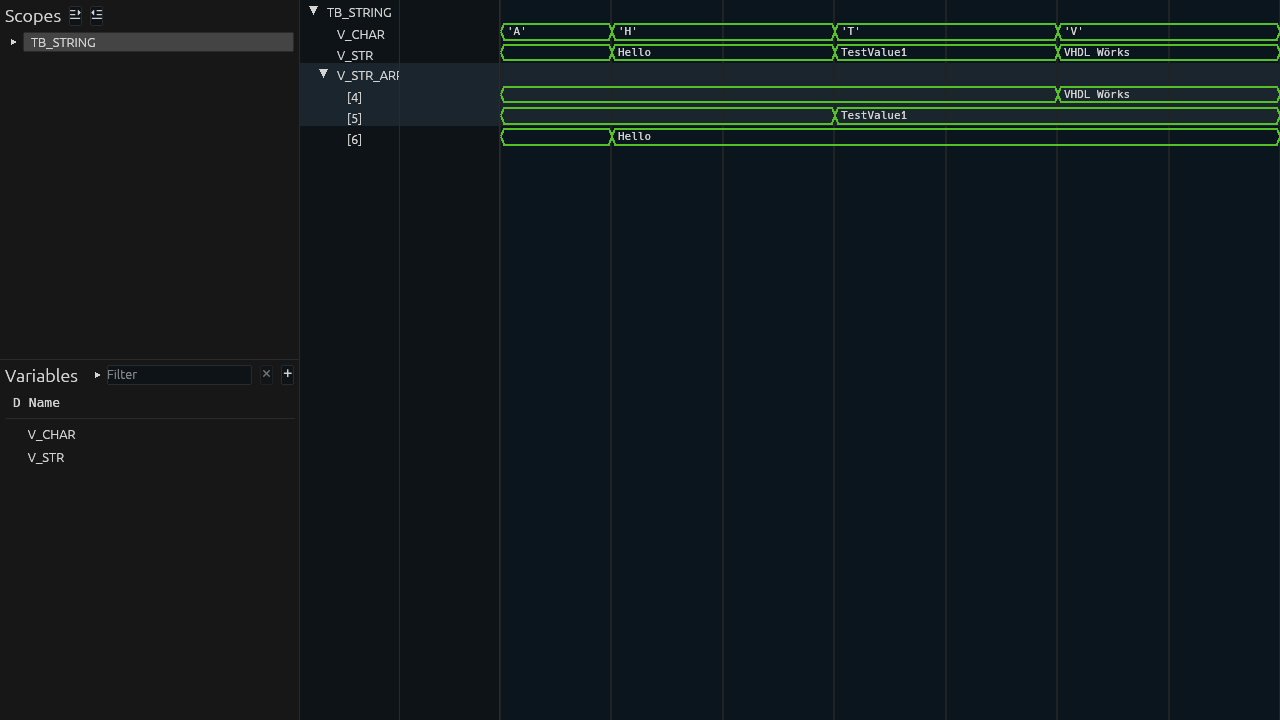 Scopes
TB_STRING
Variables
Filter
D Name
V_CHAR
V_STR
TB_STRING
V_CHAR 'A' 'H' 'T' 'V'
V_STR Hello TestValue1 VHDL Wörks
V_STR_ARR
[4] VHDL Wörks
[5] TestValue1
[6] Hello